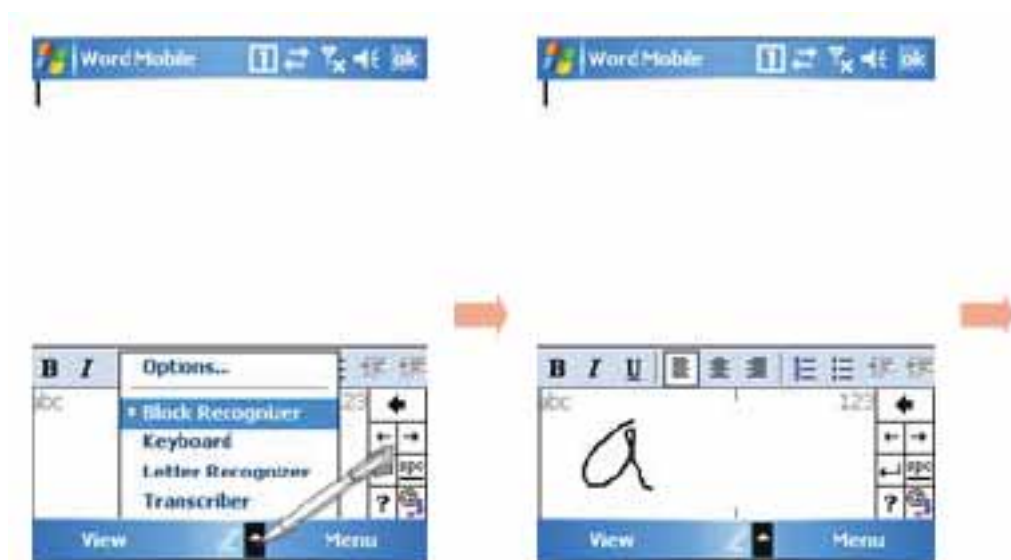 Word Mobile ok
B I
Options...
abc
123
Block Recognizer
Keyboard
Letter Recognizer
Transcriber
spc
?
View Menu
Word Mobile ok
B I U
abc 123
a
spc
?
View Menu